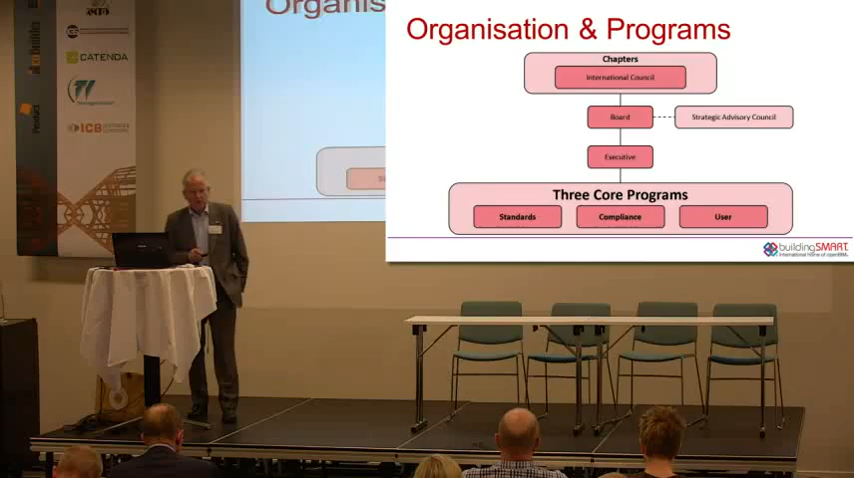 Organis
CATENDA
ICB
Product
Organisation & Programs
Chapters
International Council
Board
Strategic Advisory Council
Executive
Three Core Programs
Standards
Compliance
User
buildingSMART.
International home of openBIM